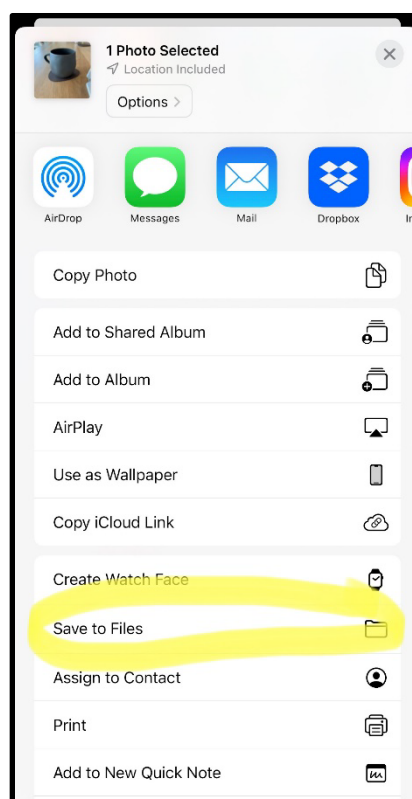 1 Photo Selected
Location Included
Options
AirDrop
Messages
Mail
Dropbox
Copy Photo
Add to Shared Album
Add to Album
AirPlay
Use as Wallpaper
Copy iCloud Link
Create Watch Face
Save to Files
Assign to Contact
Print
Add to New Quick Note